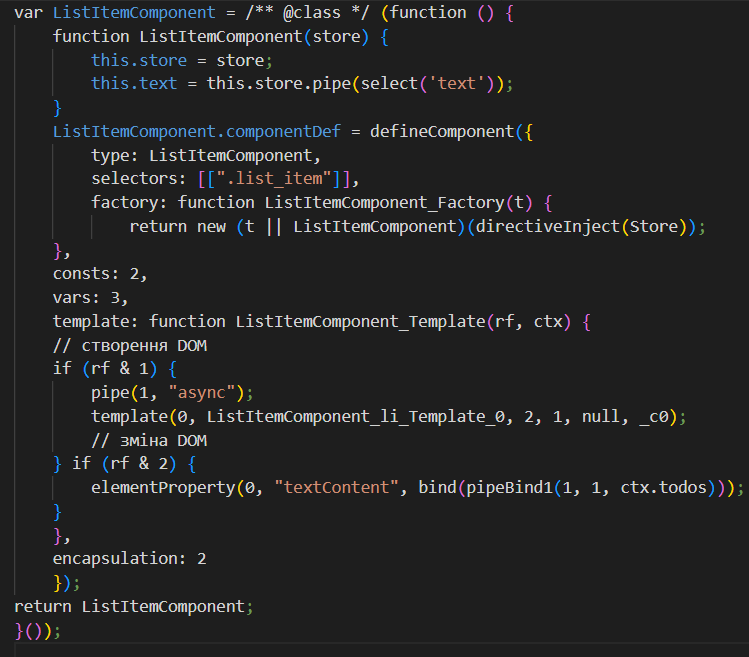 var ListItemComponent = /** @class */ (function () {
function ListItemComponent(store) {
this.store = store;
this.text = this.store.pipe(select('text'));
}
ListItemComponent.componentDef = defineComponent({
type: ListItemComponent,
selectors: [[".list_item"]],
factory: function ListItemComponent_Factory(t) {
return new (t || ListItemComponent)(directiveInject(Store));
},
consts: 2,
vars: 3,
template: function ListItemComponent_Template(rf, ctx) {
// створення DOM
if (rf & 1) {
pipe(1, "async");
template(0, ListItemComponent_li_Template_0, 2, 1, null, _c0);
// зміна DOM
} if (rf & 2) {
elementProperty(0, "textContent", bind(pipeBind1(1, 1, ctx.todos)));
}
},
encapsulation: 2
});
return ListItemComponent;
}());